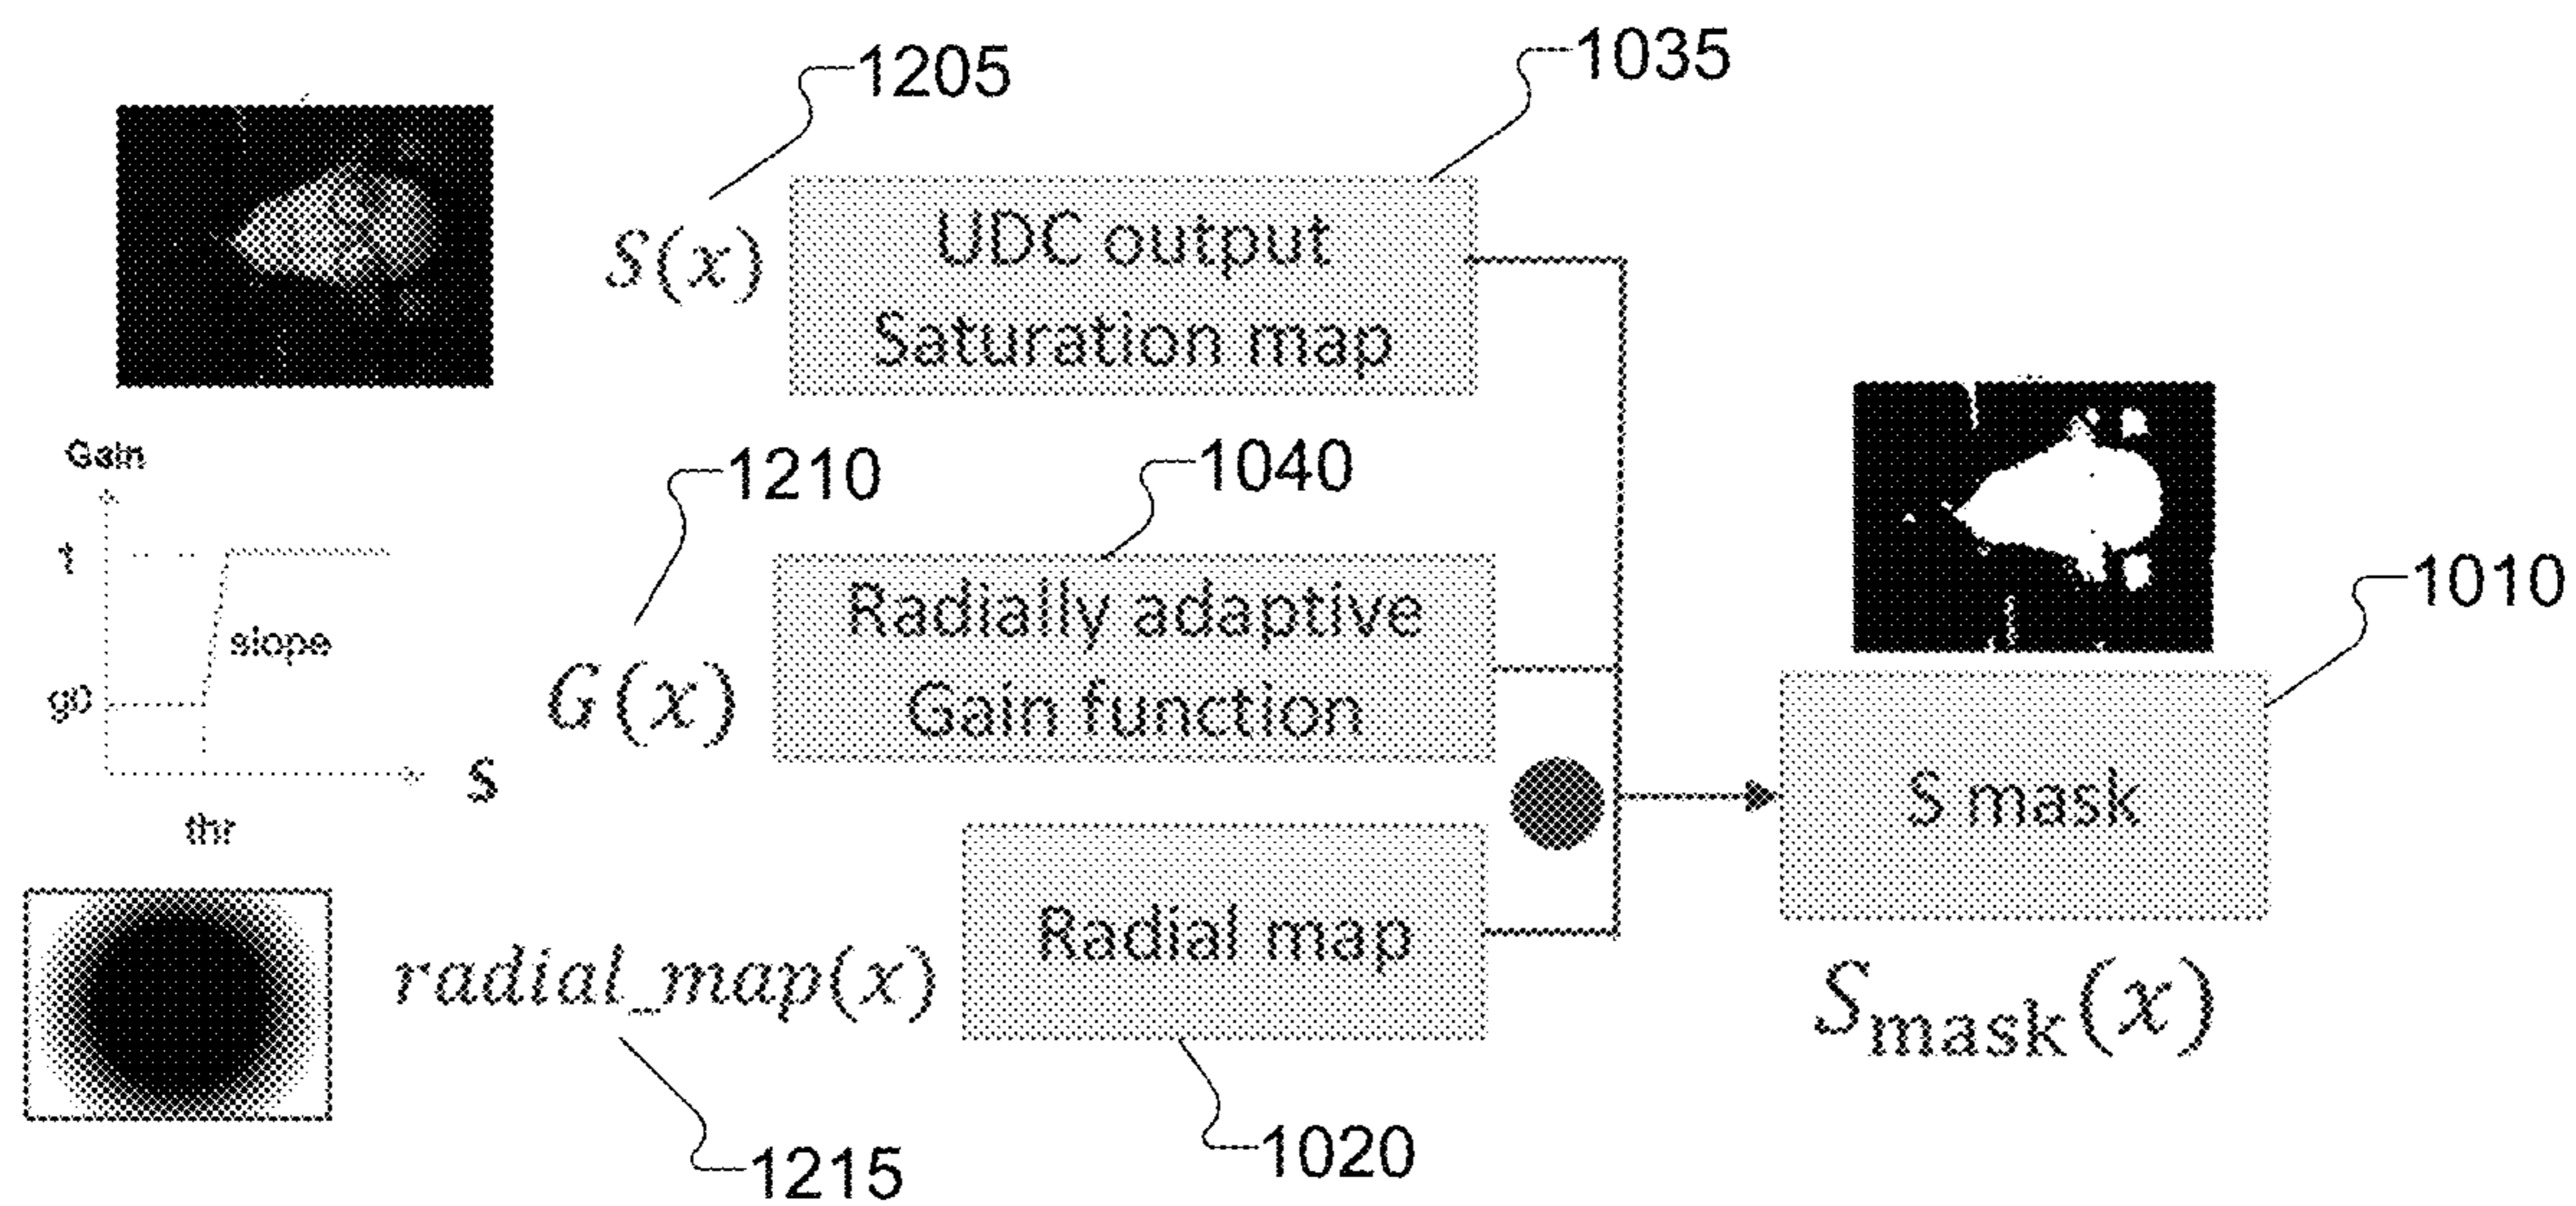 1205
1035
S(x)
UDC output
Saturation map
Gain
1210
1040
1
slope
g0
S
thr
G(x)
Radially adaptive
Gain function
1010
S mask
S_mask(x)
radial_map(x)
Radial map
1215
1020